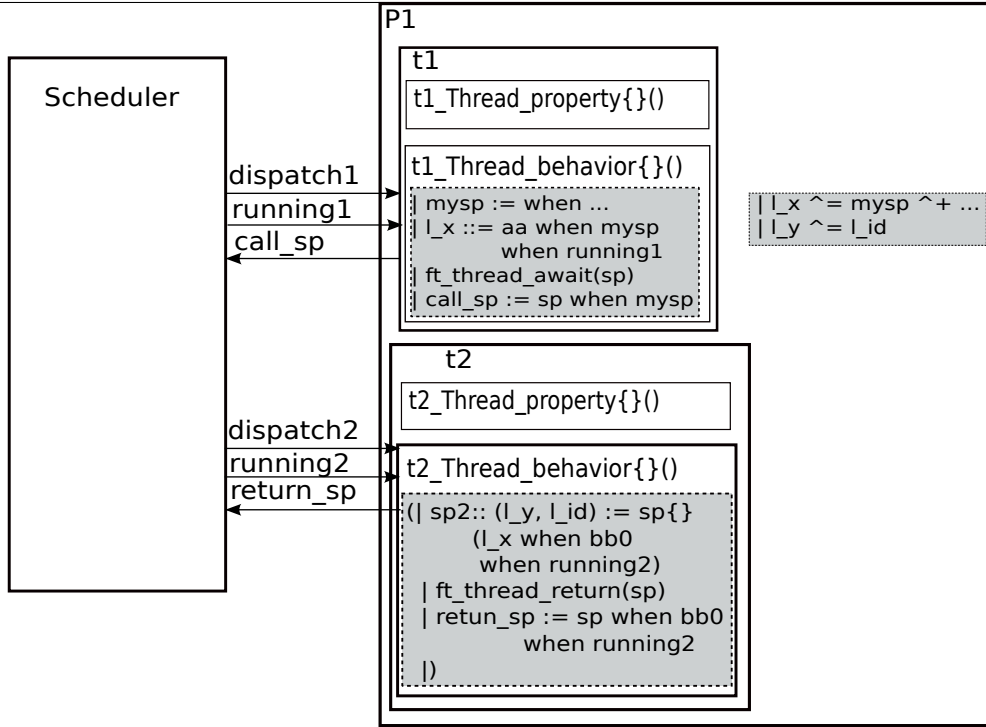 P1
Scheduler
dispatch1
running1
call_sp
dispatch2
running2
return_sp
t1
t1_Thread_property{}()
t1_Thread_behavior{}()
| mysp := when ...
| l_x ::= aa when mysp
when running1
| ft_thread_await(sp)
| call_sp := sp when mysp
| l_x ^= mysp ^+ ...
| l_y ^= l_id
t2
t2_Thread_property{}()
t2_Thread_behavior{}()
(| sp2:: (l_y, l_id) := sp{}
(l_x when bb0
when running2)
| ft_thread_return(sp)
| retun_sp := sp when bb0
when running2
|)